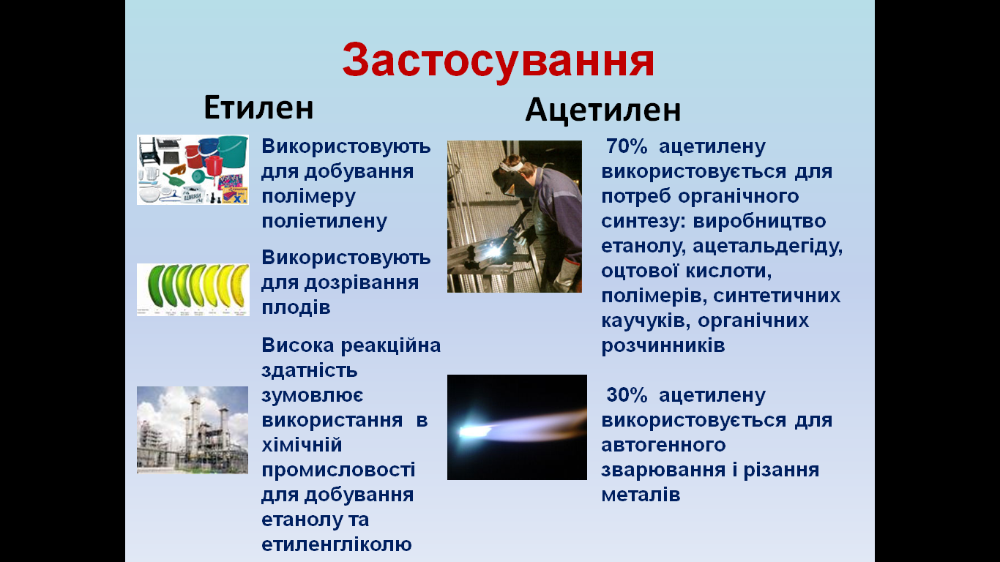 Застосування
Етилен
Використовують
для добування
полімеру
поліетилену
Використовують
для дозрівання
плодів
Висока реакційна
здатність
зумовлює
використання в
хімічній
промисловості
для добування
етанолу та
етиленгліколю
Ацетилен
70% ацетилену
використовується для
потреб органічного
синтезу: виробництво
етанолу, ацетальдегіду,
оцтової кислоти,
полімерів, синтетичних
каучуків, органічних
розчинників
30% ацетилену
використовується для
автогенного
зварювання і різання
металів